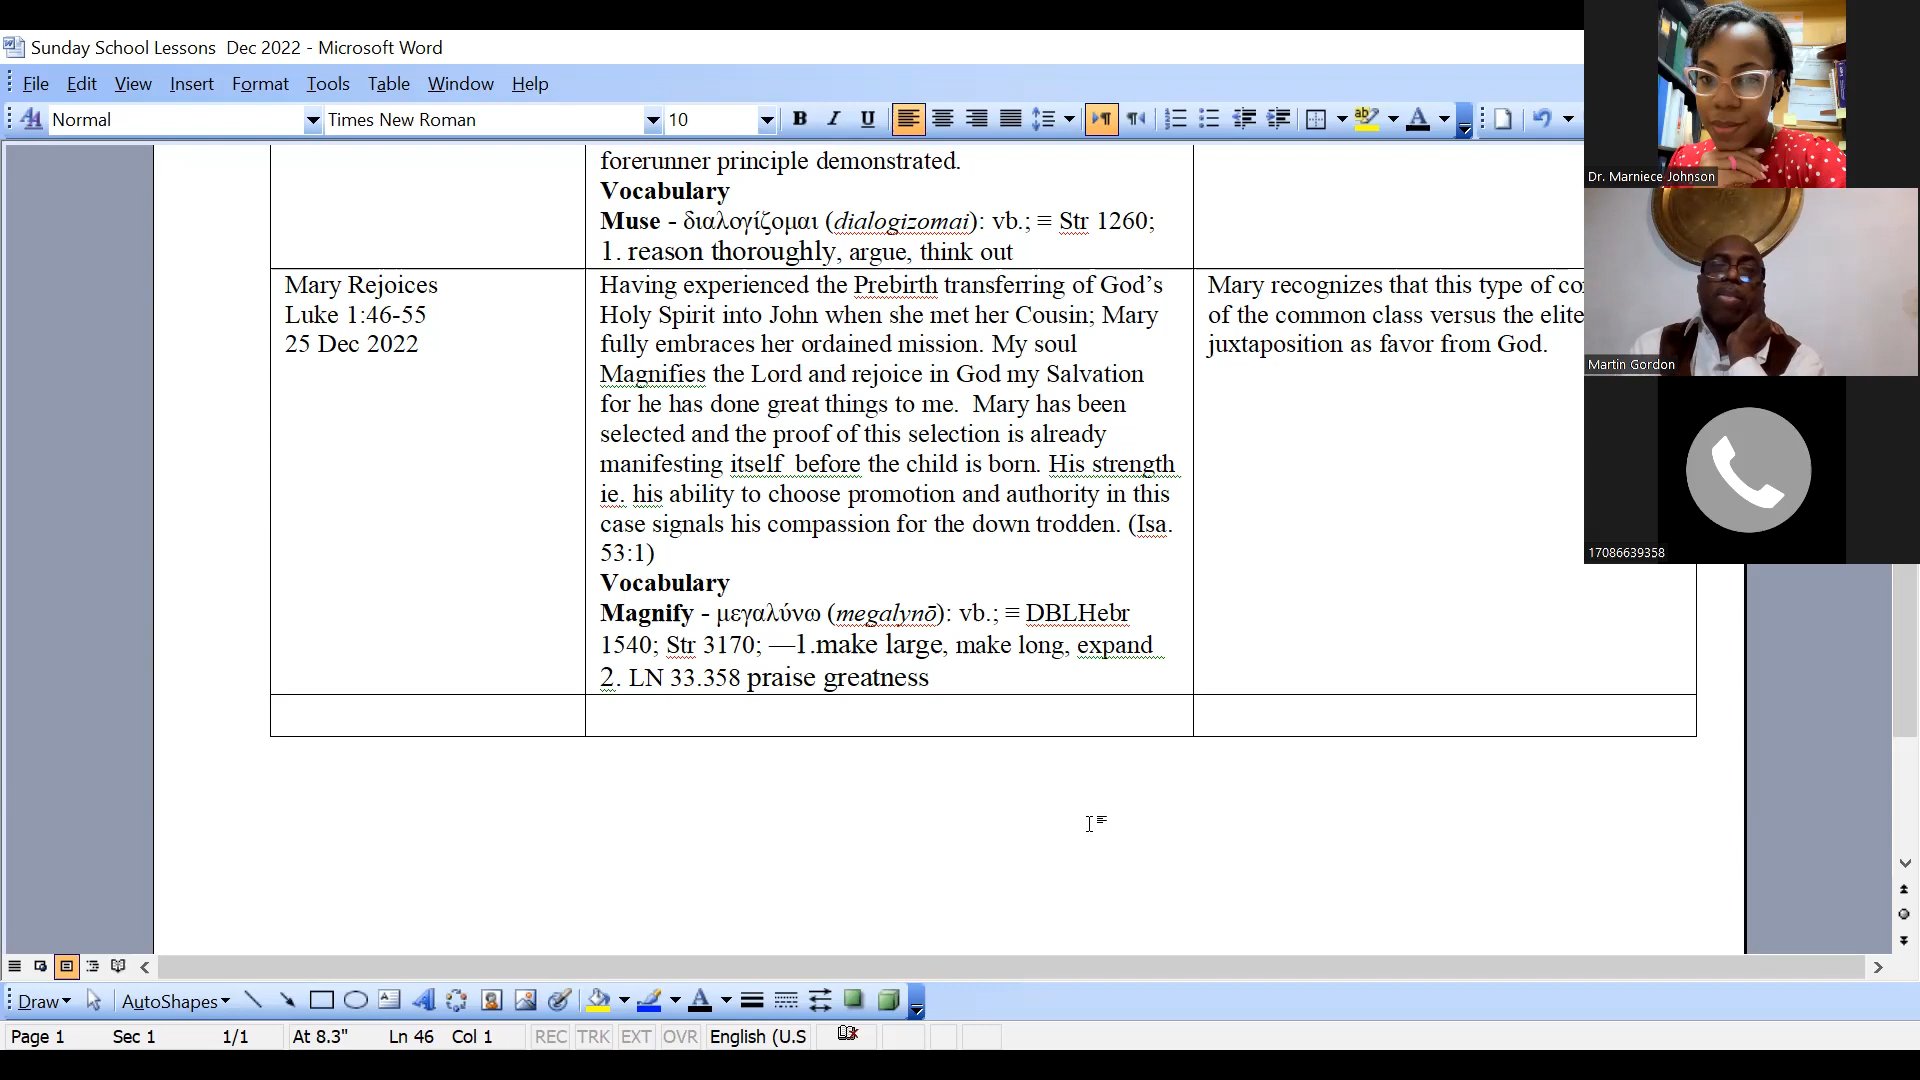 Sunday School Lessons  Dec 2022 - Microsoft Word
File Edit View Insert Format Tools Table Window Help
Normal Times New Roman 10 B I U
forerunner principle demonstrated.
Vocabulary
Muse - διαλογίζομαι (dialogizomai): vb.; ≡ Str 1260;
1. reason thoroughly, argue, think out
Mary Rejoices
Luke 1:46-55
25 Dec 2022
Having experienced the Prebirth transferring of God’s
Holy Spirit into John when she met her Cousin; Mary
fully embraces her ordained mission. My soul
Magnifies the Lord and rejoice in God my Salvation
for he has done great things to me.  Mary has been
selected and the proof of this selection is already
manifesting itself  before the child is born. His strength
ie. his ability to choose promotion and authority in this
case signals his compassion for the down trodden. (Isa.
53:1)
Vocabulary
Magnify - μεγαλύνω (megalynō): vb.; ≡ DBLHebr
1540; Str 3170; —1.make large, make long, expand
2. LN 33.358 praise greatness
Mary recognizes that this type of co
of the common class versus the elite
juxtaposition as favor from God.
Dr. Marniece Johnson
Martin Gordon
17086639358
Draw AutoShapes
Page 1 Sec 1 1/1 At 8.3" Ln 46 Col 1 REC TRK EXT OVR English (U.S